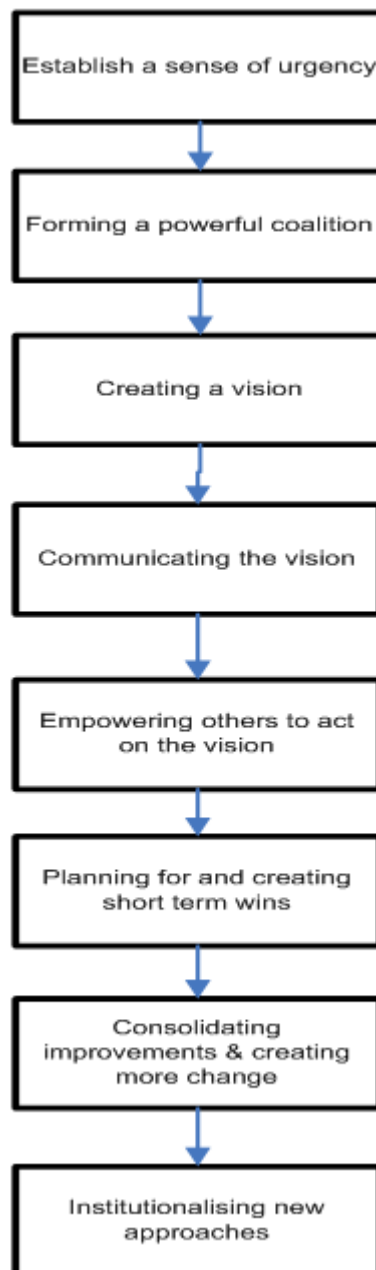 Establish a sense of urgency
Forming a powerful coalition
Creating a vision
Communicating the vision
Empowering others to act
on the vision
Planning for and creating
short term wins
Consolidating
improvements & creating
more change
Institutionalising new
approaches